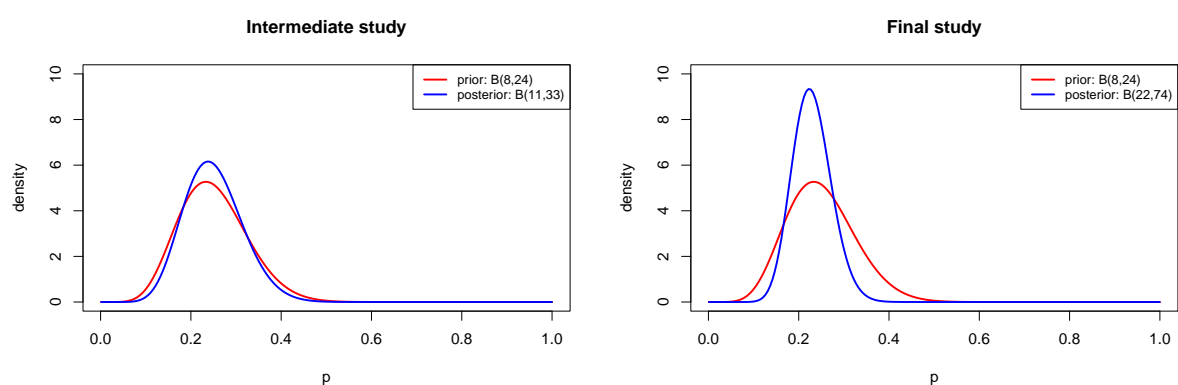 Intermediate study
prior: B(8,24)
posterior: B(11,33)
density
10
8
6
4
2
0
0.0 0.2 0.4 0.6 0.8 1.0
p
Final study
prior: B(8,24)
posterior: B(22,74)
density
10
8
6
4
2
0
0.0 0.2 0.4 0.6 0.8 1.0
p